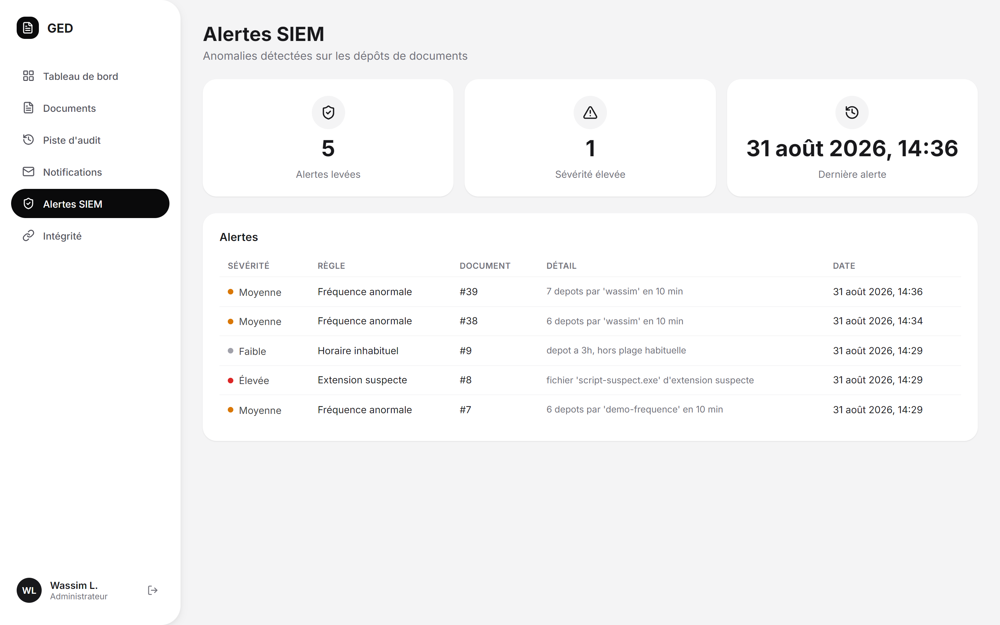 GED
Tableau de bord
Documents
Piste d'audit
Notifications
Alertes SIEM
Intégrité
WL
Wassim L.
Administrateur
Alertes SIEM
Anomalies détectées sur les dépôts de documents
5
Alertes levées
1
Sévérité élevée
31 août 2026, 14:36
Dernière alerte
Alertes
SÉVÉRITÉ RÈGLE DOCUMENT DÉTAIL DATE
Moyenne Fréquence anormale #39 7 depots par 'wassim' en 10 min 31 août 2026, 14:36
Moyenne Fréquence anormale #38 6 depots par 'wassim' en 10 min 31 août 2026, 14:34
Faible Horaire inhabituel #9 depot a 3h, hors plage habituelle 31 août 2026, 14:29
Élevée Extension suspecte #8 fichier 'script-suspect.exe' d'extension suspecte 31 août 2026, 14:29
Moyenne Fréquence anormale #7 6 depots par 'demo-frequence' en 10 min 31 août 2026, 14:29